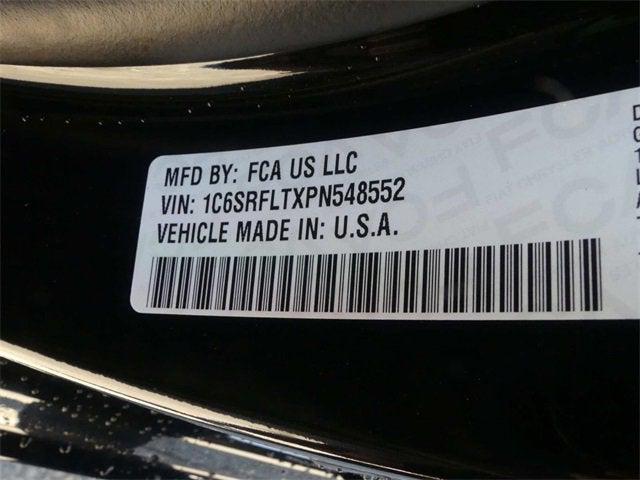 MFD BY: FCA US LLC
VIN: 1C6SRFLTXPN548552
VEHICLE MADE IN: U.S.A.